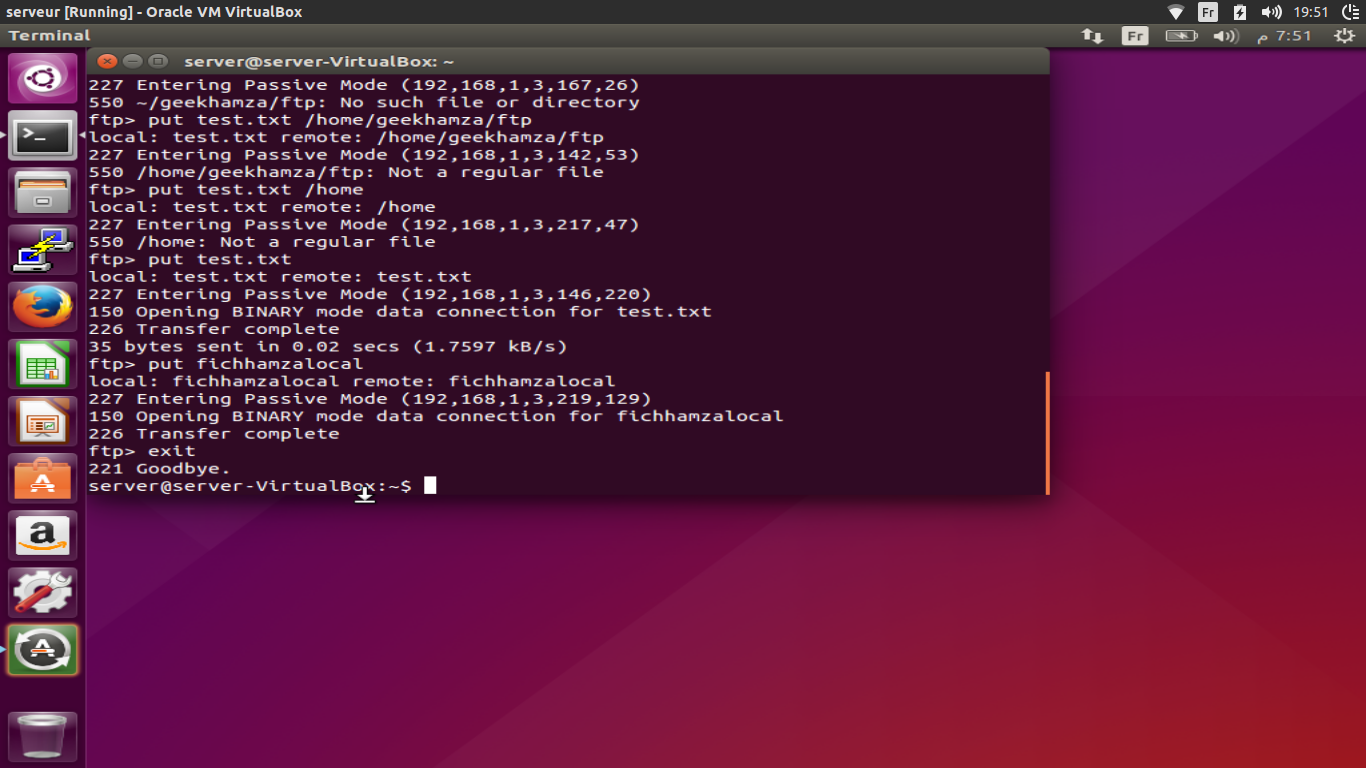 serveur [Running] - Oracle VM VirtualBox
Fr
19:51
Terminal
Fr
7:51 م
server@server-VirtualBox: ~
227 Entering Passive Mode (192,168,1,3,167,26)
550 ~/geekhamza/ftp: No such file or directory
ftp> put test.txt /home/geekhamza/ftp
local: test.txt remote: /home/geekhamza/ftp
227 Entering Passive Mode (192,168,1,3,142,53)
550 /home/geekhamza/ftp: Not a regular file
ftp> put test.txt /home
local: test.txt remote: /home
227 Entering Passive Mode (192,168,1,3,217,47)
550 /home: Not a regular file
ftp> put test.txt
local: test.txt remote: test.txt
227 Entering Passive Mode (192,168,1,3,146,220)
150 Opening BINARY mode data connection for test.txt
226 Transfer complete
35 bytes sent in 0.02 secs (1.7597 kB/s)
ftp> put fichhamzalocal
local: fichhamzalocal remote: fichhamzalocal
227 Entering Passive Mode (192,168,1,3,219,129)
150 Opening BINARY mode data connection for fichhamzalocal
226 Transfer complete
ftp> exit
221 Goodbye.
server@server-VirtualBox:~$